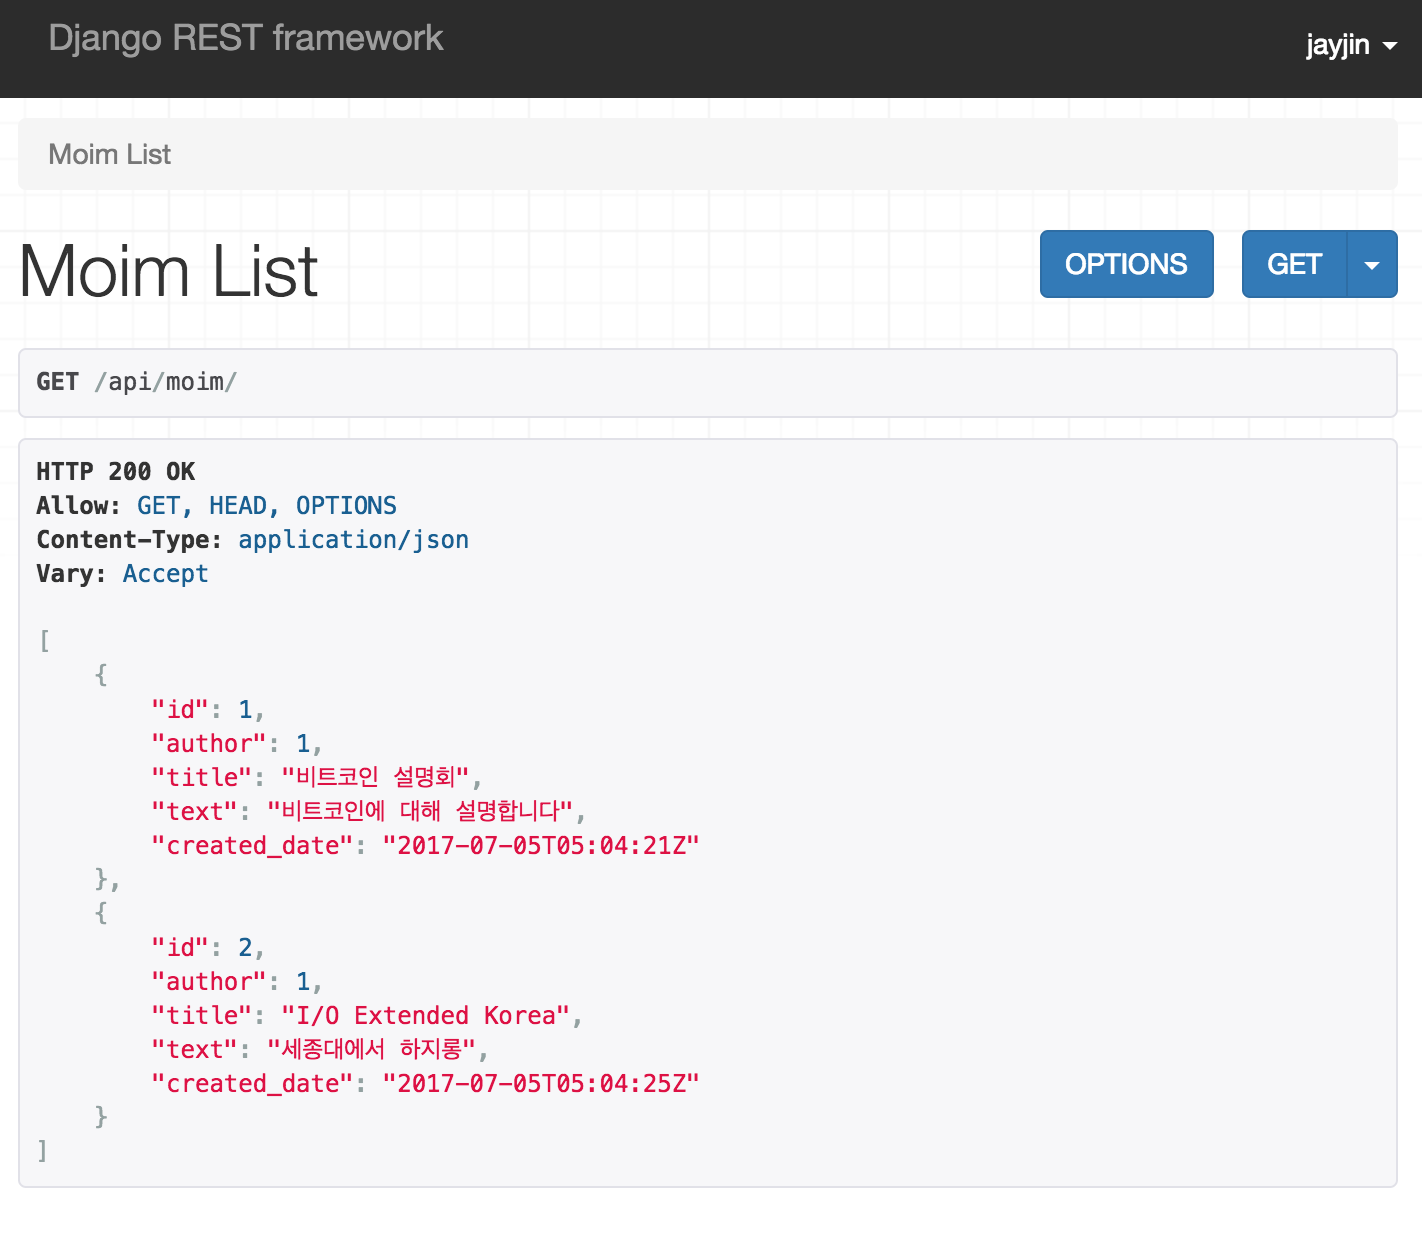 Django REST framework
jayjin
Moim List
Moim List
OPTIONS
GET
GET /api/moim/
HTTP 200 OK
Allow: GET, HEAD, OPTIONS
Content-Type: application/json
Vary: Accept
[
    {
        "id": 1,
        "author": 1,
        "title": "비트코인 설명회",
        "text": "비트코인에 대해 설명합니다",
        "created_date": "2017-07-05T05:04:21Z"
    },
    {
        "id": 2,
        "author": 1,
        "title": "I/O Extended Korea",
        "text": "세종대에서 하지롱",
        "created_date": "2017-07-05T05:04:25Z"
    }
]